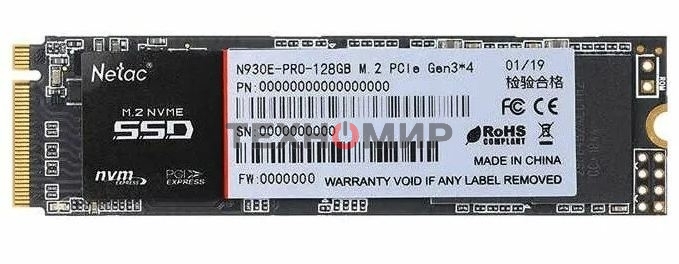 Netac
M.2 NVME
SSD
nvm EXPRESS
PCI EXPRESS
N930E-PRO-128GB M.2 PCIe Gen3*4
01/19
检验合格
PN:00000000000000000
CE
SN:00000000000
ТЕХНОМИР
RoHS
COMPLIANT
MADE IN CHINA
FW:0000000
WARRANTY VOID IF ANY LABEL REMOVED